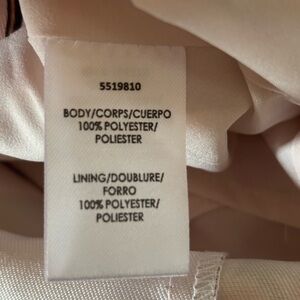 5519810
BODY/CORPS/CUERPO
100% POLYESTER/
POLIESTER
LINING/DOUBLURE/
FORRO
100% POLYESTER/
POLIESTER